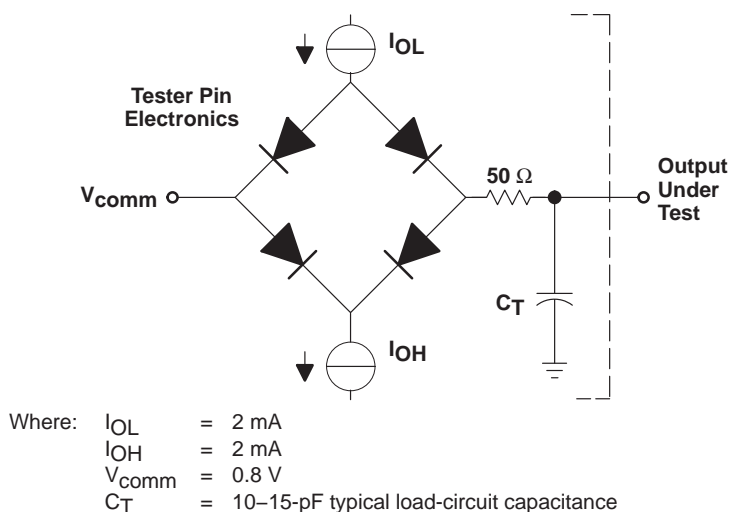 IOL
Tester Pin
Electronics
50 Ω
Output
Under
Test
Vcomm
CT
IOH
Where: IOL = 2 mA
IOH = 2 mA
Vcomm = 0.8 V
CT = 10–15-pF typical load-circuit capacitance